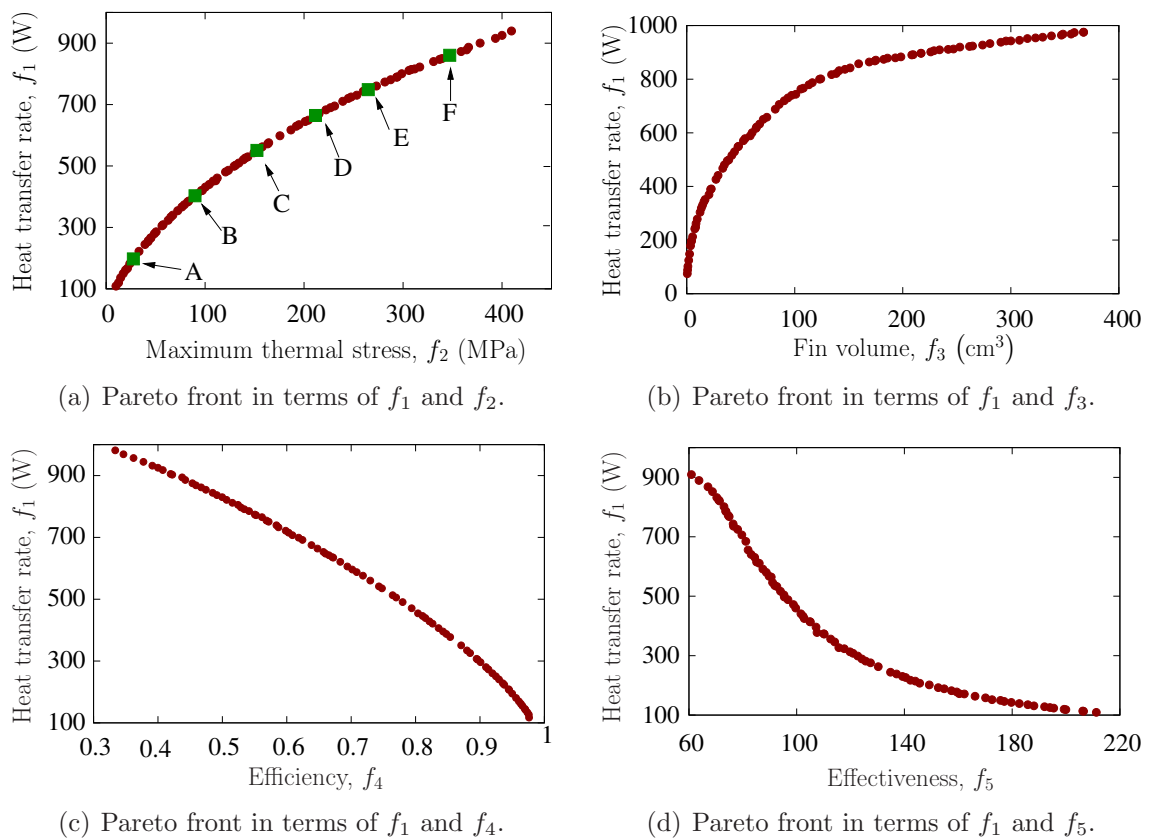 Heat transfer rate, f₁ (W)
900
700
500
300
100
0
100
200
300
400
A
B
C
D
E
F
Maximum thermal stress, f₂ (MPa)
(a) Pareto front in terms of f₁ and f₂.
Heat transfer rate, f₁ (W)
1000
800
600
400
200
0
0
100
200
300
400
Fin volume, f₃ (cm³)
(b) Pareto front in terms of f₁ and f₃.
Heat transfer rate, f₁ (W)
900
700
500
300
100
0.3
0.4
0.5
0.6
0.7
0.8
0.9
1
Efficiency, f₄
(c) Pareto front in terms of f₁ and f₄.
Heat transfer rate, f₁ (W)
900
700
500
300
100
60
100
140
180
220
Effectiveness, f₅
(d) Pareto front in terms of f₁ and f₅.